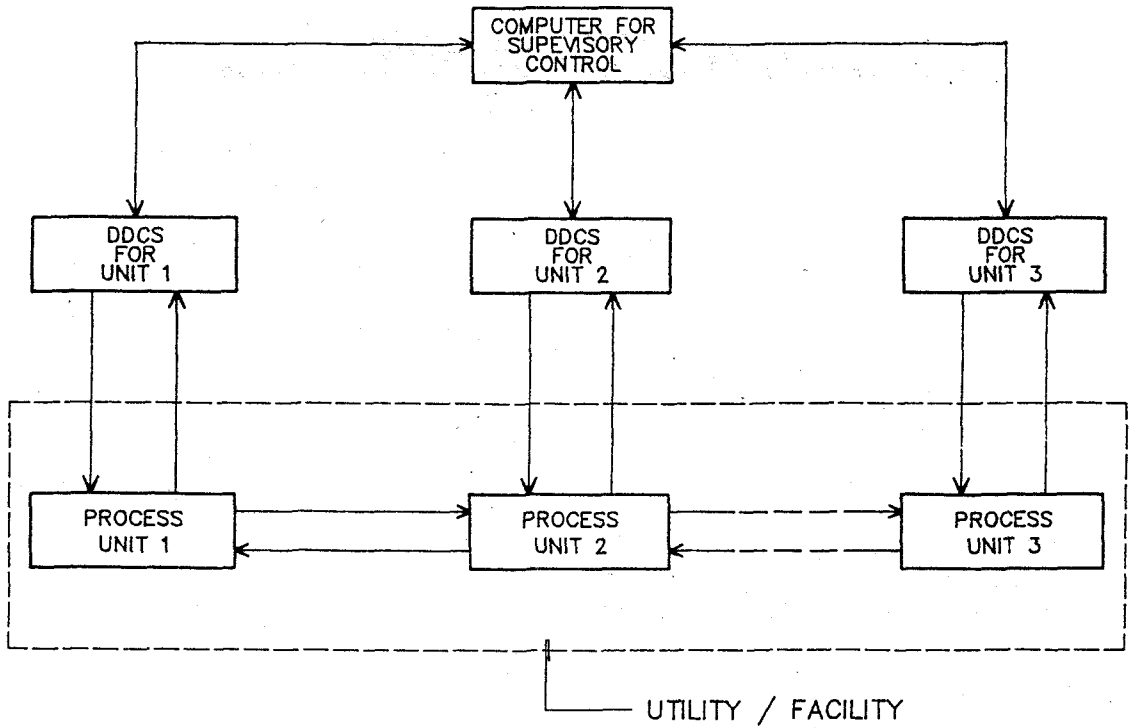 COMPUTER FOR
SUPEVISORY
CONTROL
DDCS
FOR
UNIT 1
DDCS
FOR
UNIT 2
DDCS
FOR
UNIT 3
PROCESS
UNIT 1
PROCESS
UNIT 2
PROCESS
UNIT 3
UTILITY / FACILITY